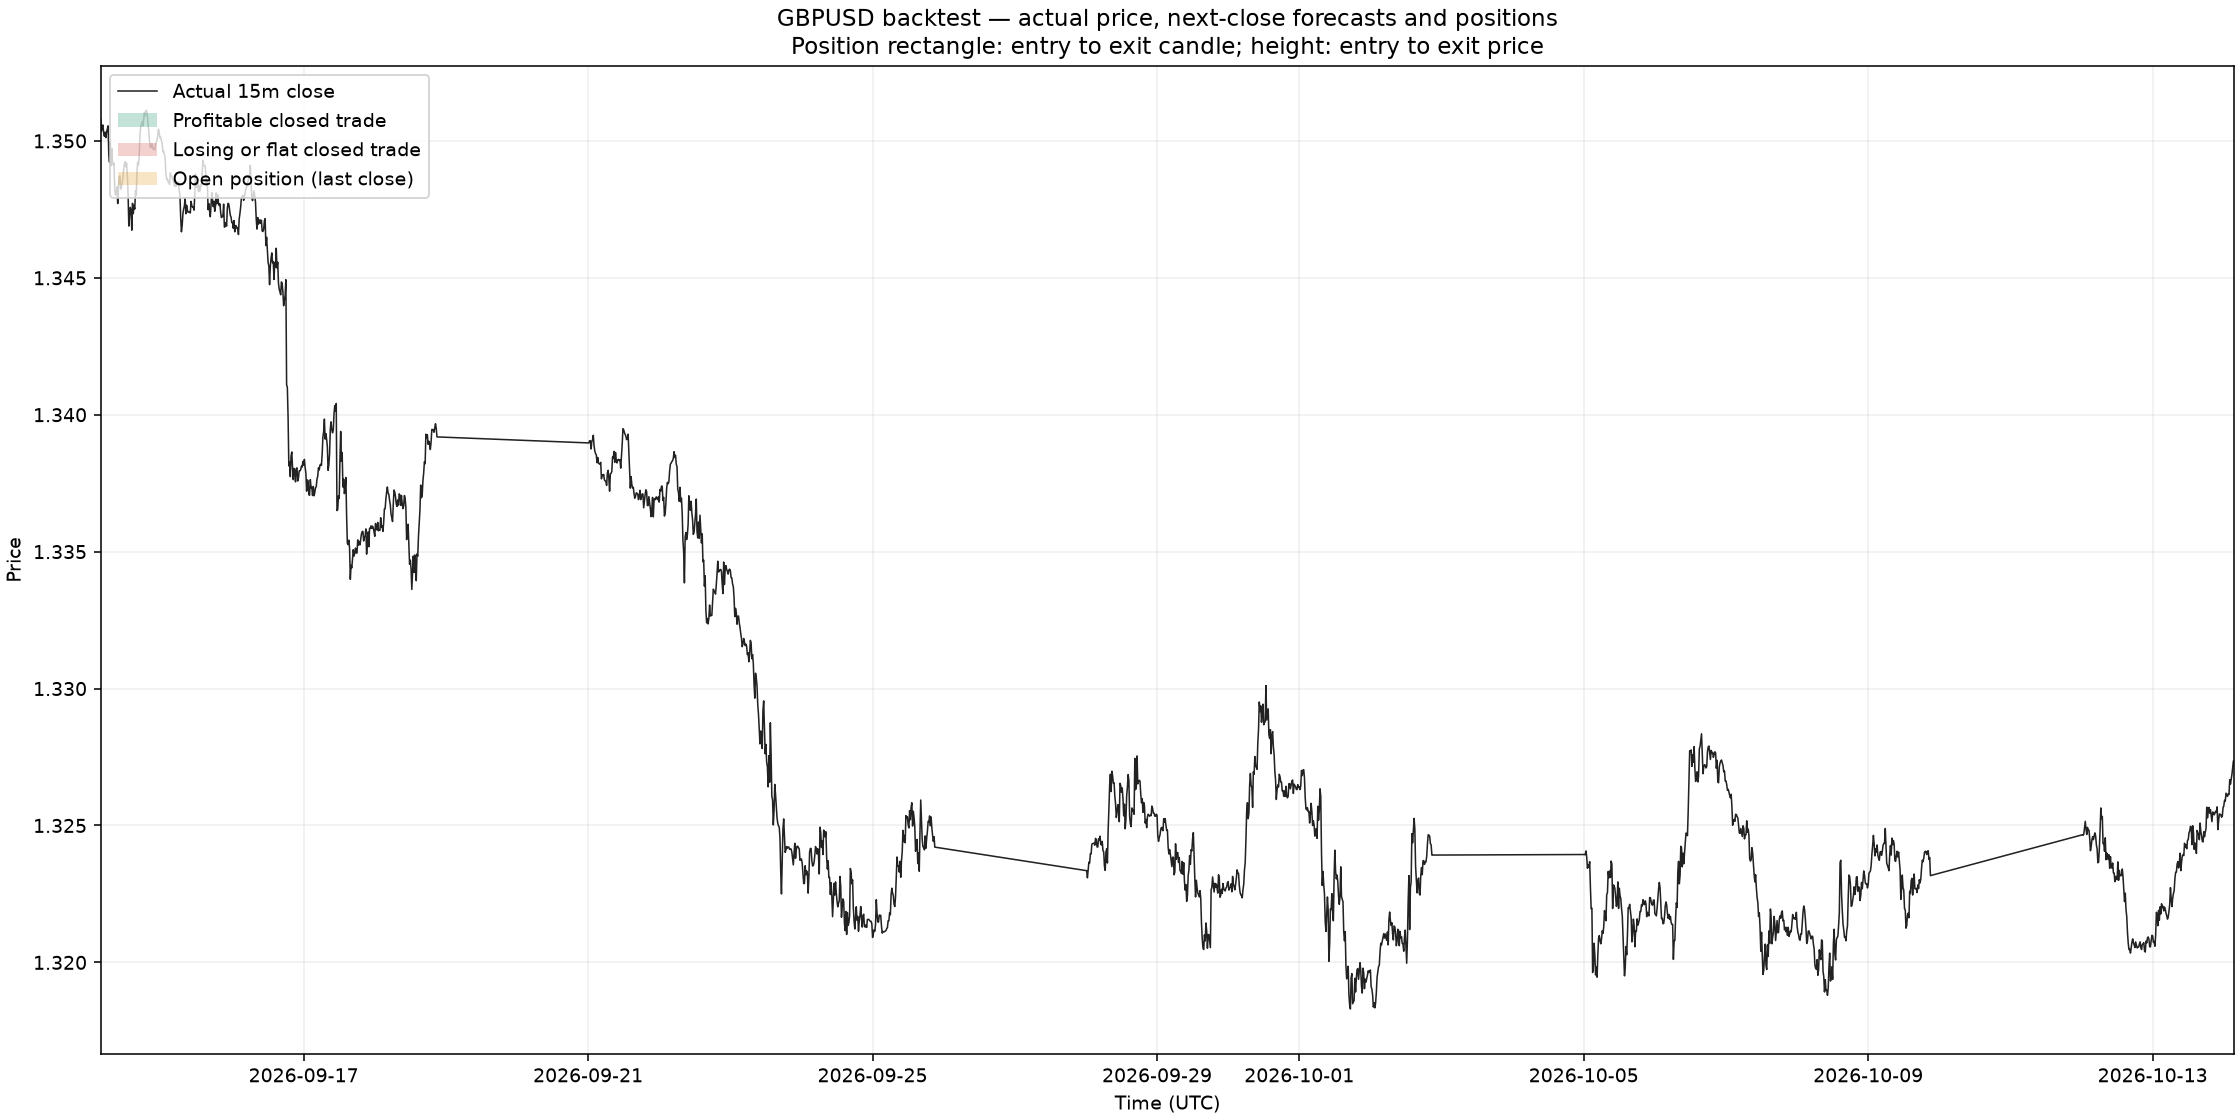 GBPUSD backtest — actual price, next-close forecasts and positions
Position rectangle: entry to exit candle; height: entry to exit price
Actual 15m close
Profitable closed trade
Losing or flat closed trade
Open position (last close)
1.350
1.345
1.340
1.335
1.330
1.325
1.320
Price
2026-09-17
2026-09-21
2026-09-25
2026-09-29
2026-10-01
2026-10-05
2026-10-09
2026-10-13
Time (UTC)